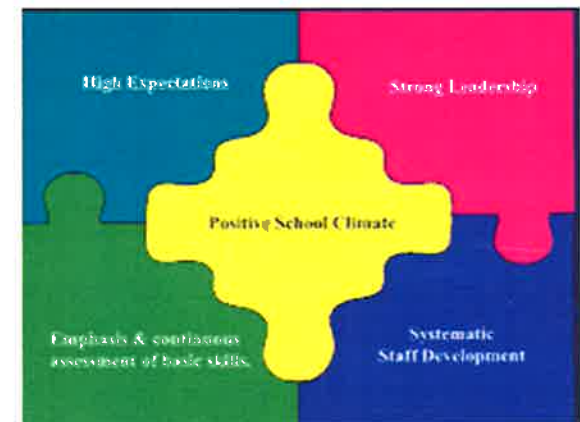 High Expectations
Strong Leadership
Positive School Climate
Emphasis & continuous
assessment of basic skills.
Systematic
Staff Development